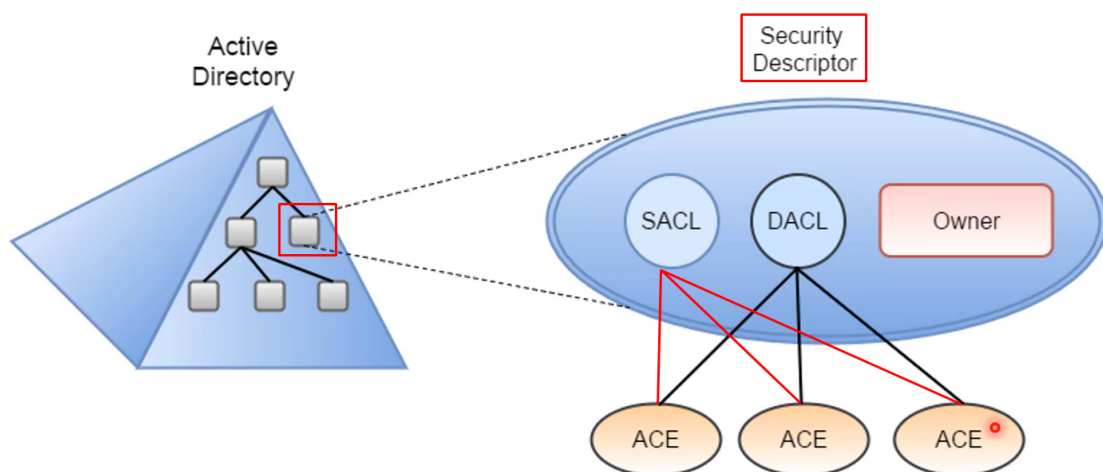 Active
Directory
Security
Descriptor
SACL
DACL
Owner
ACE
ACE
ACE